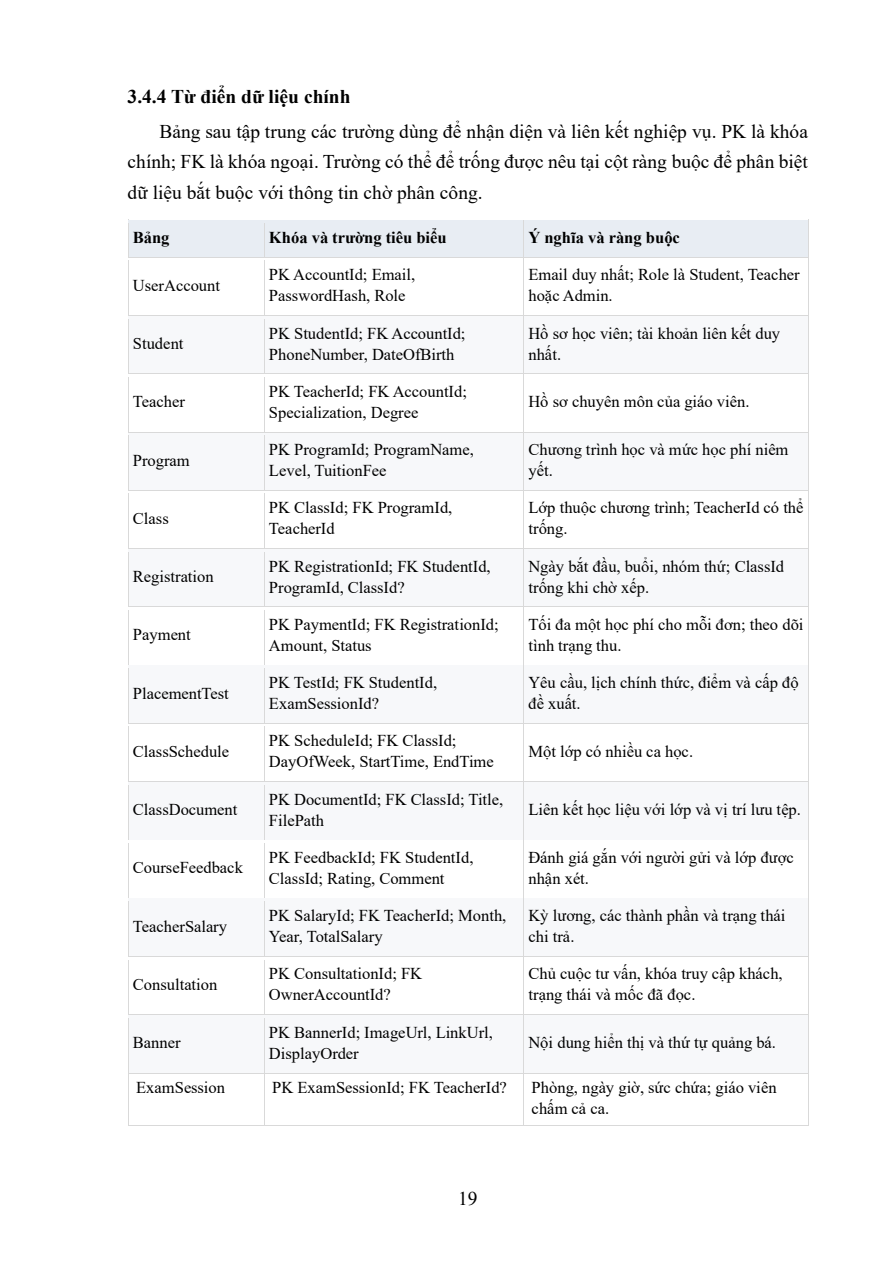 3.4.4 Từ điển dữ liệu chính
Bảng sau tập trung các trường dùng để nhận diện và liên kết nghiệp vụ. PK là khóa
chính; FK là khóa ngoại. Trường có thể để trống được nêu tại cột ràng buộc để phân biệt
dữ liệu bắt buộc với thông tin chờ phân công.
Bảng
Khóa và trường tiêu biểu
Ý nghĩa và ràng buộc
UserAccount
PK AccountId; Email,
PasswordHash, Role
Email duy nhất; Role là Student, Teacher
hoặc Admin.
Student
PK StudentId; FK AccountId;
PhoneNumber, DateOfBirth
Hồ sơ học viên; tài khoản liên kết duy
nhất.
Teacher
PK TeacherId; FK AccountId;
Specialization, Degree
Hồ sơ chuyên môn của giáo viên.
Program
PK ProgramId; ProgramName,
Level, TuitionFee
Chương trình học và mức học phí niêm
yết.
Class
PK ClassId; FK ProgramId,
TeacherId
Lớp thuộc chương trình; TeacherId có thể
trống.
Registration
PK RegistrationId; FK StudentId,
ProgramId, ClassId?
Ngày bắt đầu, buổi, nhóm thứ; ClassId
trống khi chờ xếp.
Payment
PK PaymentId; FK RegistrationId;
Amount, Status
Tối đa một học phí cho mỗi đơn; theo dõi
tình trạng thu.
PlacementTest
PK TestId; FK StudentId,
ExamSessionId?
Yêu cầu, lịch chính thức, điểm và cấp độ
đề xuất.
ClassSchedule
PK ScheduleId; FK ClassId;
DayOfWeek, StartTime, EndTime
Một lớp có nhiều ca học.
ClassDocument
PK DocumentId; FK ClassId; Title,
FilePath
Liên kết học liệu với lớp và vị trí lưu tệp.
CourseFeedback
PK FeedbackId; FK StudentId,
ClassId; Rating, Comment
Đánh giá gắn với người gửi và lớp được
nhận xét.
TeacherSalary
PK SalaryId; FK TeacherId; Month,
Year, TotalSalary
Kỳ lương, các thành phần và trạng thái
chi trả.
Consultation
PK ConsultationId; FK
OwnerAccountId?
Chủ cuộc tư vấn, khóa truy cập khách,
trạng thái và mốc đã đọc.
Banner
PK BannerId; ImageUrl, LinkUrl,
DisplayOrder
Nội dung hiển thị và thứ tự quảng bá.
ExamSession
PK ExamSessionId; FK TeacherId?
Phòng, ngày giờ, sức chứa; giáo viên
chấm cả ca.
19